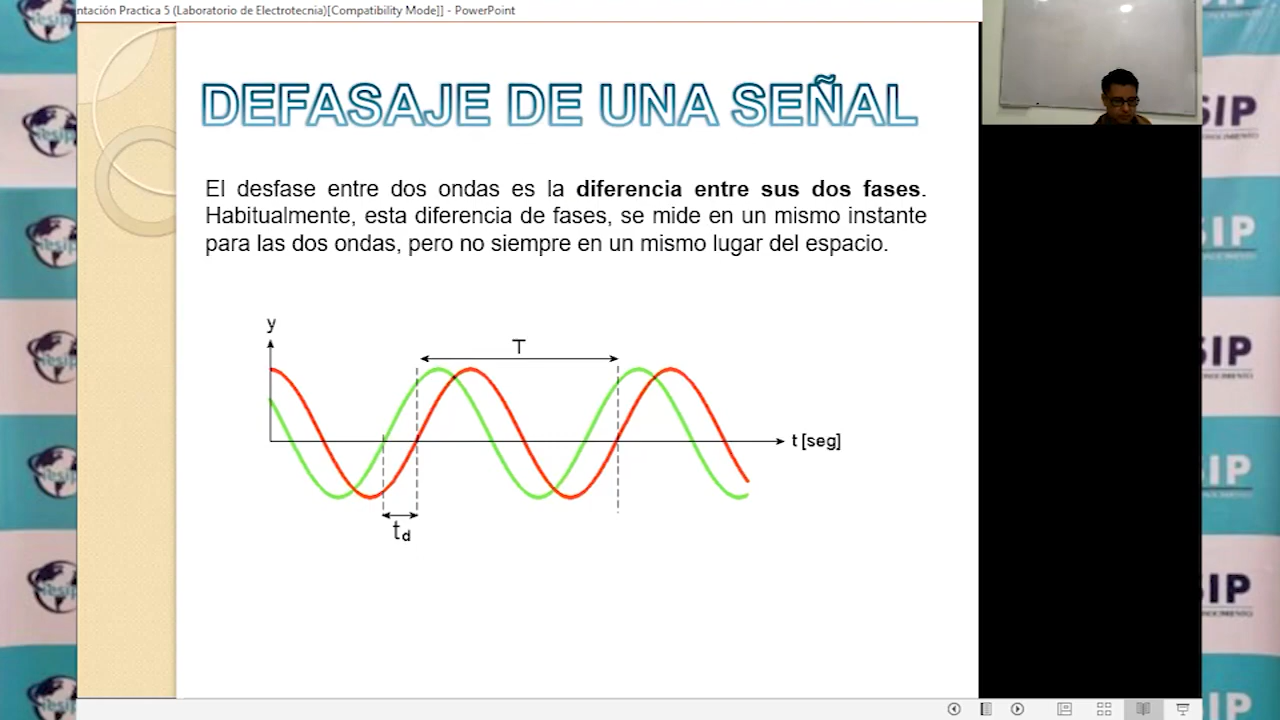 ntación Practica 5 (Laboratorio de Electrotecnia)[Compatibility Mode]] - PowerPoint
DEFASAJE DE UNA SEÑAL
El desfase entre dos ondas es la diferencia entre sus dos fases.
Habitualmente, esta diferencia de fases, se mide en un mismo instante
para las dos ondas, pero no siempre en un mismo lugar del espacio.
y
T
t [seg]
td
SIP
SIP
SIP
SIP
SIP
SIP